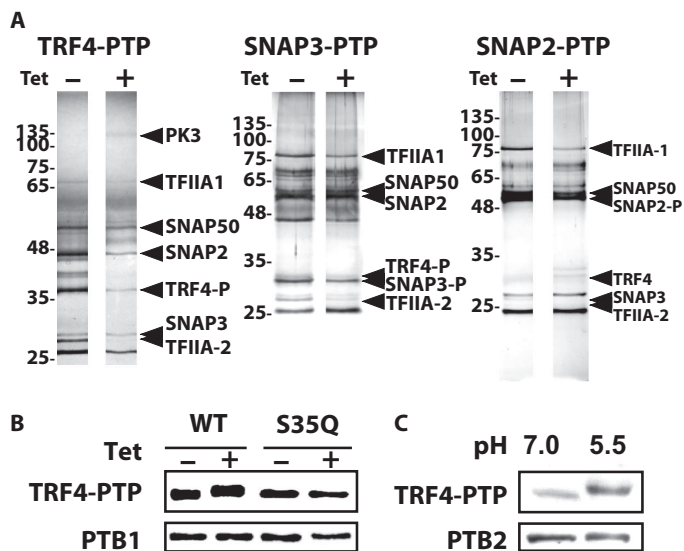 A
TRF4-PTP SNAP3-PTP SNAP2-PTP
Tet – + Tet – + Tet – +
135-
100-
75-
65-
48-
35-
25-
PK3
TFIIA1
SNAP50
SNAP2
TRF4-P
SNAP3
TFIIA-2
135-
100-
75-
65-
48-
35-
25-
TFIIA1
SNAP50
SNAP2
TRF4-P
SNAP3-P
TFIIA-2
135-
100-
75-
65-
48-
35-
25-
TFIIA-1
SNAP50
SNAP2-P
TRF4
SNAP3
TFIIA-2
B
WT S35Q
Tet – + – +
TRF4-PTP
PTB1
C
pH 7.0 5.5
TRF4-PTP
PTB2